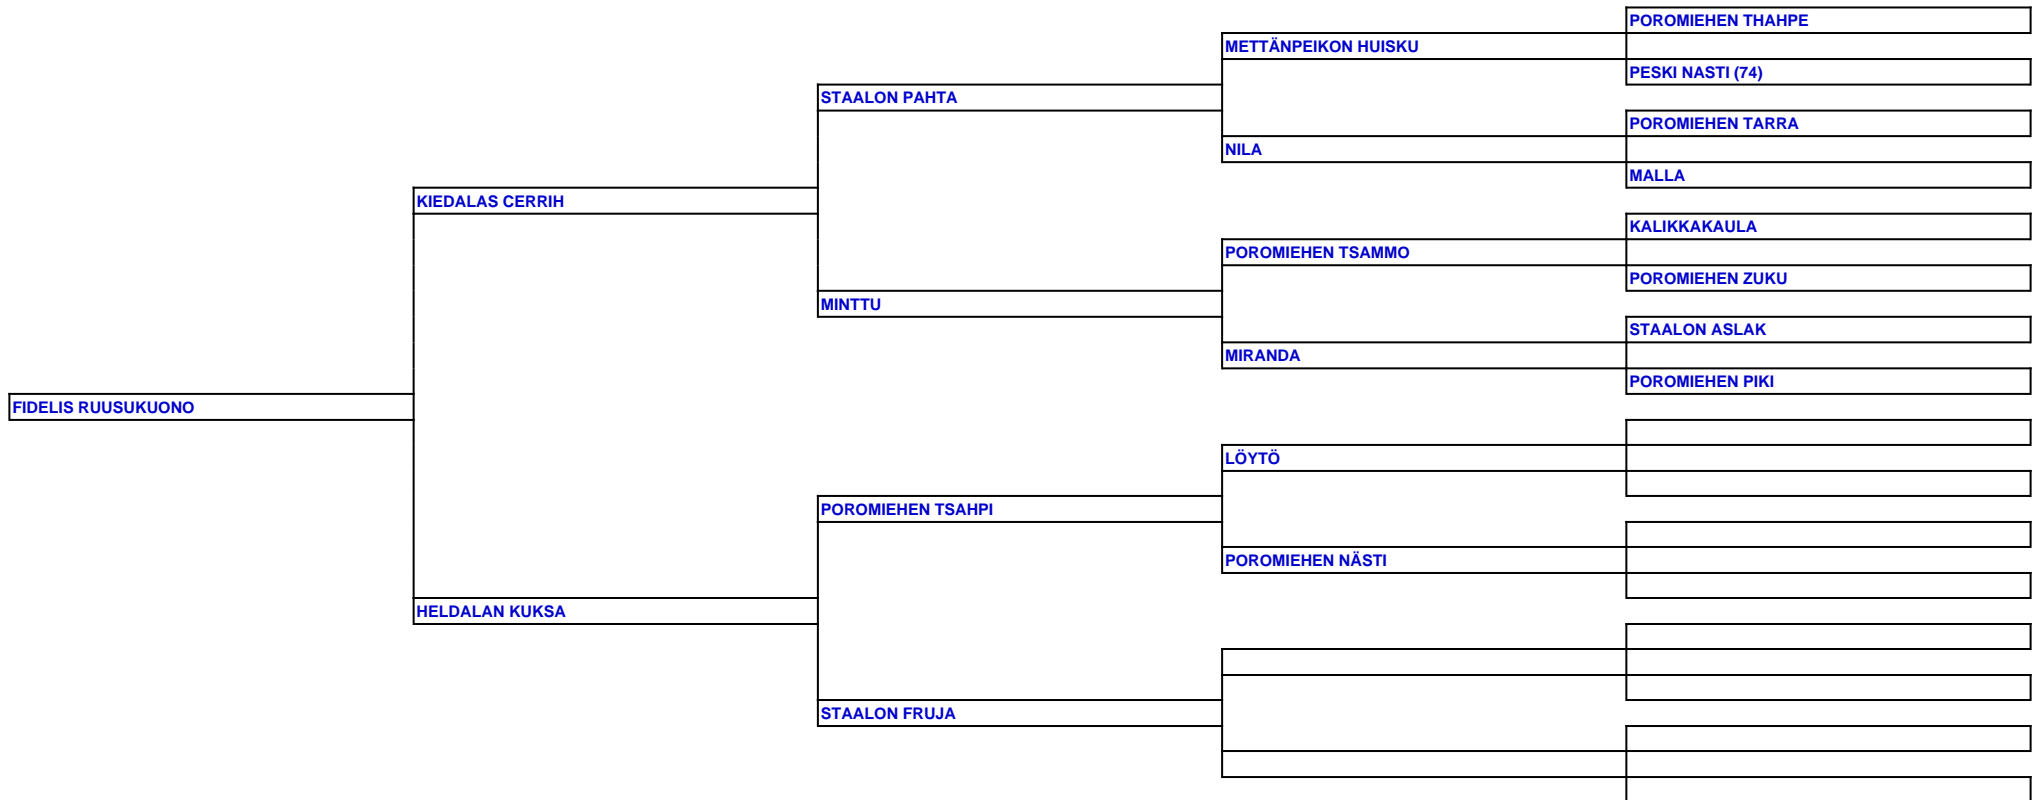 POROMIEHEN THAHPE
METTÄNPEIKON HUISKU
PESKI NASTI (74)
STAALON PAHTA
POROMIEHEN TARRA
NILA
MALLA
KIEDALAS CERRIH
KALIKKAKAULA
POROMIEHEN TSAMMO
POROMIEHEN ZUKU
MINTTU
STAALON ASLAK
MIRANDA
POROMIEHEN PIKI
FIDELIS RUUSUKUONO
LÖYTÖ
POROMIEHEN TSAHPI
POROMIEHEN NÄSTI
HELDALAN KUKSA
STAALON FRUJA